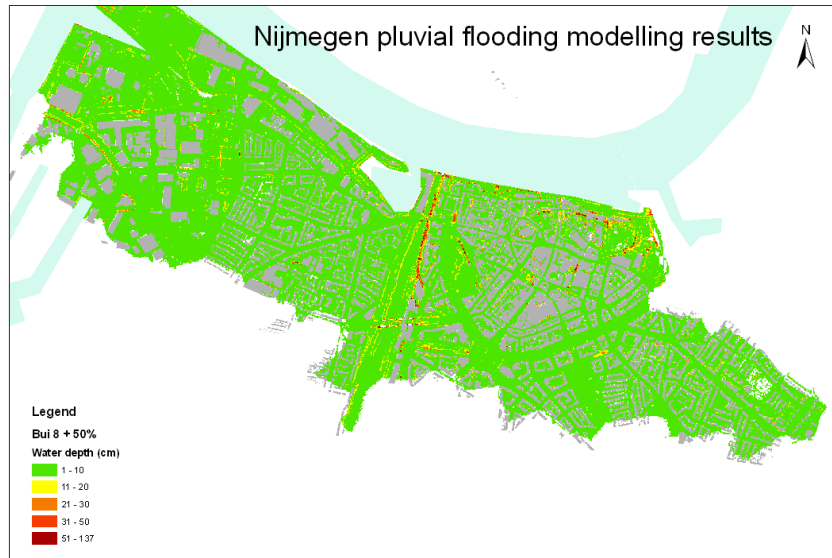 Nijmegen pluvial flooding modelling results
N
Legend
Bui 8 + 50%
Water depth (cm)
1 - 10
11 - 20
21 - 30
31 - 50
51 - 137